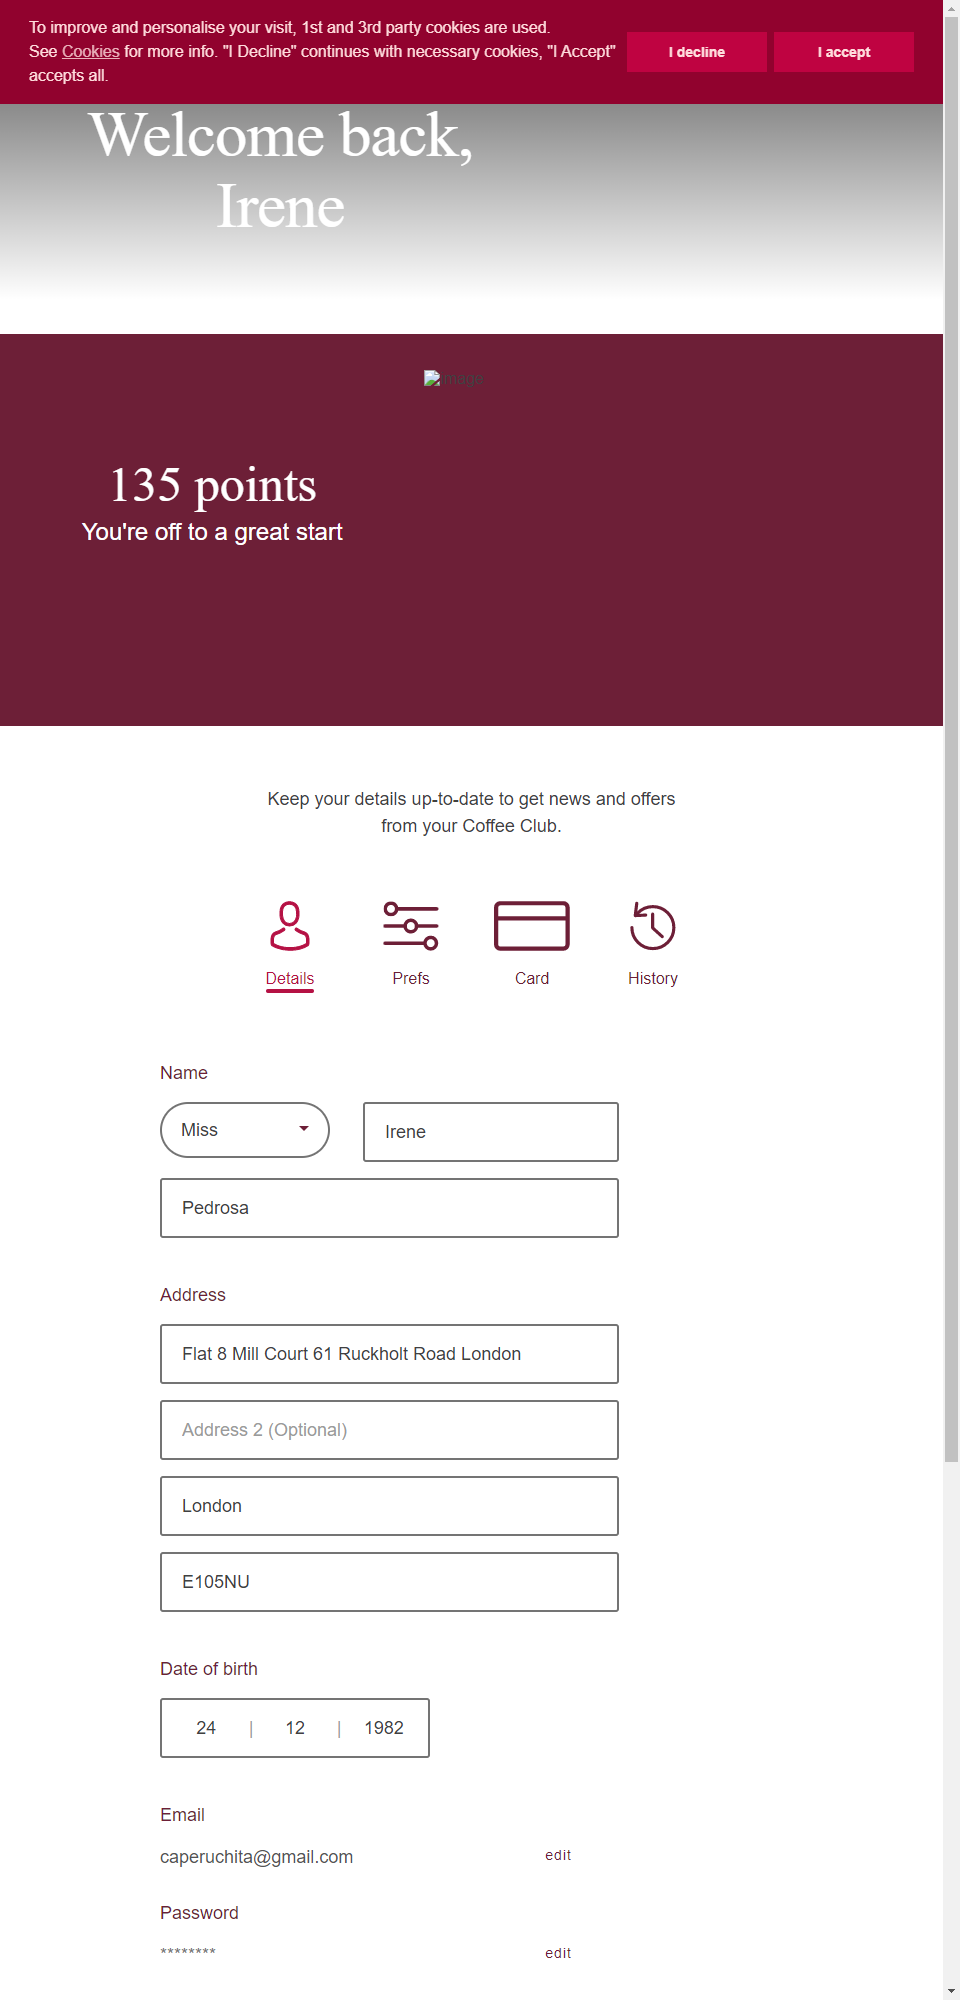 To improve and personalise your visit, 1st and 3rd party cookies are used.
See Cookies for more info. "I Decline" continues with necessary cookies, "I Accept"
accepts all.
I decline
I accept
Welcome back,
Irene
image
135 points
You're off to a great start
Keep your details up-to-date to get news and offers
from your Coffee Club.
Details
Prefs
Card
History
Name
Miss
Irene
Pedrosa
Address
Flat 8 Mill Court 61 Ruckholt Road London
Address 2 (Optional)
London
E105NU
Date of birth
24 | 12 | 1982
Email
caperuchita@gmail.com
edit
Password
********
edit